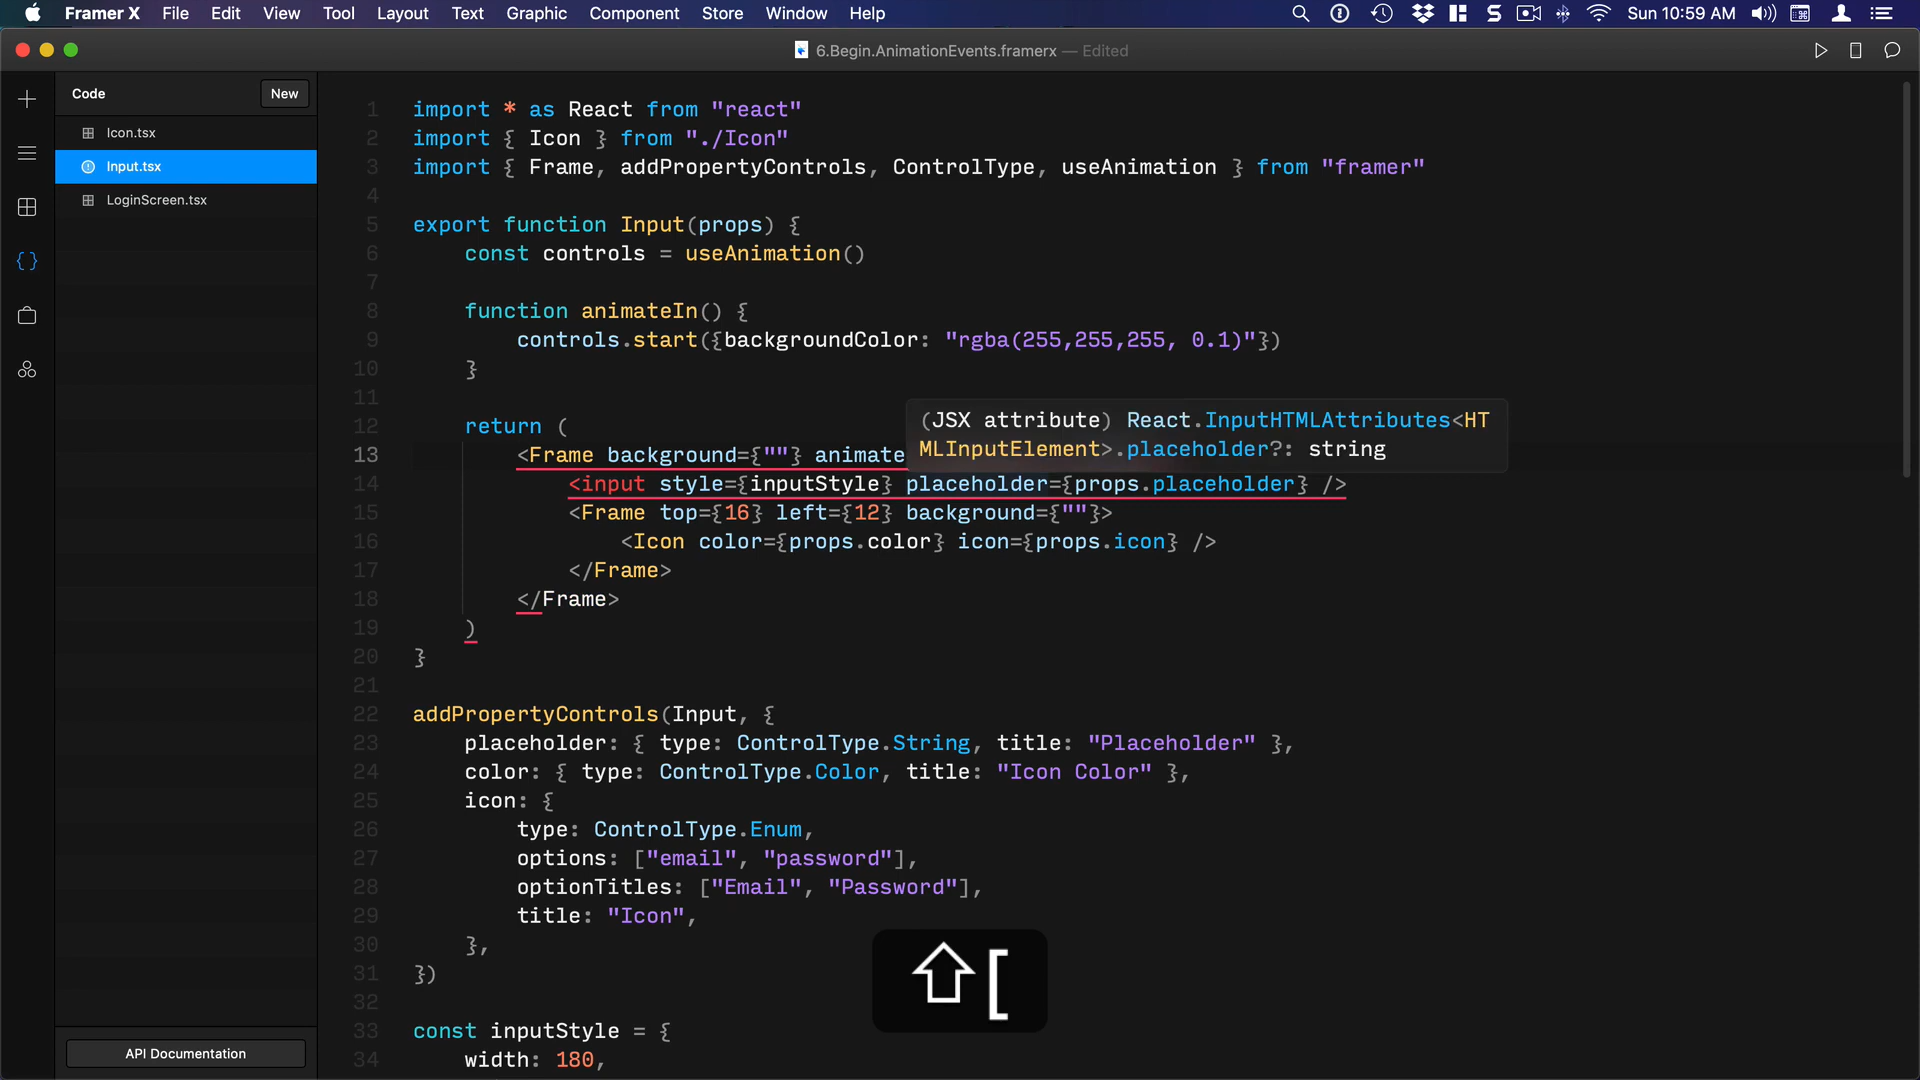 Framer X File Edit View Tool Layout Text Graphic Component Store Window Help Sun 10:59 AM
6.Begin.AnimationEvents.framerx — Edited
Code New
Icon.tsx
Input.tsx
LoginScreen.tsx
API Documentation
1 import * as React from "react"
2 import { Icon } from "./Icon"
3 import { Frame, addPropertyControls, ControlType, useAnimation } from "framer"
4
5 export function Input(props) {
6 const controls = useAnimation()
7
8 function animateIn() {
9 controls.start({backgroundColor: "rgba(255,255,255, 0.1)"})
10 }
11
12 return (
(JSX attribute) React.InputHTMLAttributes<HT
MLInputElement>.placeholder?: string
13 <Frame background={""} animate
14 <input style={inputStyle} placeholder={props.placeholder} />
15 <Frame top={16} left={12} background={""}>
16 <Icon color={props.color} icon={props.icon} />
17 </Frame>
18 </Frame>
19 )
20 }
21
22 addPropertyControls(Input, {
23 placeholder: { type: ControlType.String, title: "Placeholder" },
24 color: { type: ControlType.Color, title: "Icon Color" },
25 icon: {
26 type: ControlType.Enum,
27 options: ["email", "password"],
28 optionTitles: ["Email", "Password"],
29 title: "Icon",
30 },
31 })
32
33 const inputStyle = {
34 width: 180,
⇧[